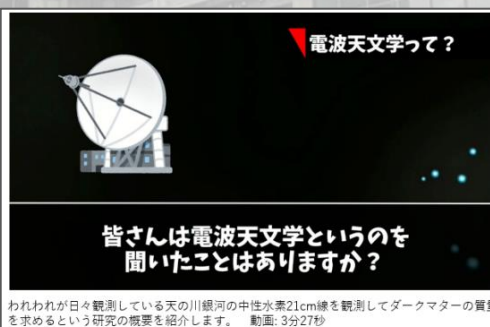 電波天文学って？
皆さんは電波天文学というのを
聞いたことはありますか？
われわれが日々観測している天の川銀河の中性水素21cm線を観測してダークマターの質量
を求めるという研究の概要を紹介します。　動画: 3分27秒